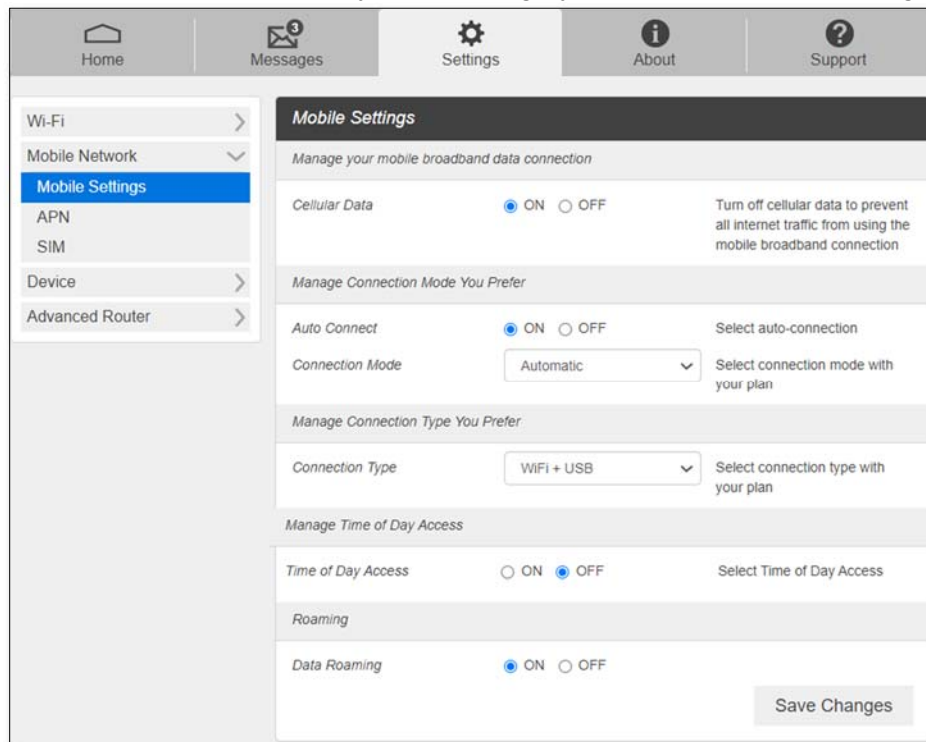 3
Home
Messages
Settings
About
Support
Wi-Fi
Mobile Network
Mobile Settings
APN
SIM
Device
Advanced Router
Mobile Settings
Manage your mobile broadband data connection
Cellular Data ON OFF Turn off cellular data to prevent
all internet traffic from using the
mobile broadband connection
Manage Connection Mode You Prefer
Auto Connect ON OFF Select auto-connection
Connection Mode Automatic Select connection mode with
your plan
Manage Connection Type You Prefer
Connection Type WiFi + USB Select connection type with
your plan
Manage Time of Day Access
Time of Day Access ON OFF Select Time of Day Access
Roaming
Data Roaming ON OFF
Save Changes